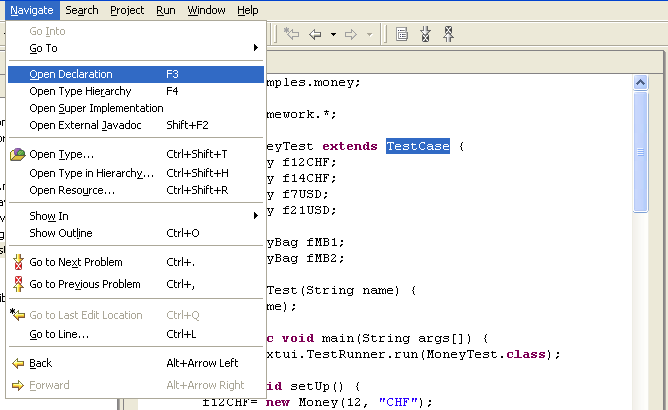 Navigate Search Project Run Window Help
Go Into
Go To
Open Declaration F3
Open Type Hierarchy F4
Open Super Implementation
Open External Javadoc Shift+F2
Open Type... Ctrl+Shift+T
Open Type in Hierarchy... Ctrl+Shift+H
Open Resource... Ctrl+Shift+R
Show In
Show Outline Ctrl+O
Go to Next Problem Ctrl+.
Go to Previous Problem Ctrl+,
Go to Last Edit Location Ctrl+Q
Go to Line... Ctrl+L
Back Alt+Arrow Left
Forward Alt+Arrow Right
mples.money;
mework.*;
neyTest extends TestCase {
y f12CHF;
y f14CHF;
y f7USD;
y f21USD;
yBag fMB1;
yBag fMB2;
Test(String name) {
me);
c void main(String args[]) {
xtui.TestRunner.run(MoneyTest.class);
id setUp() {
f12CHF= new Money(12, "CHF");